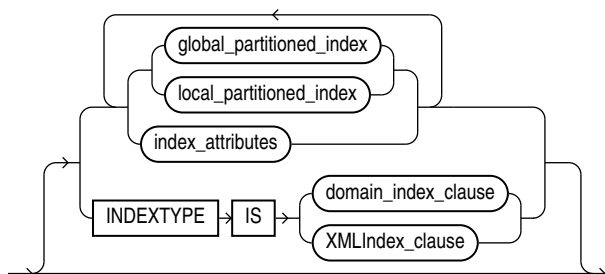 global_partitioned_index
local_partitioned_index
index_attributes
domain_index_clause
INDEXTYPE IS
XMLIndex_clause